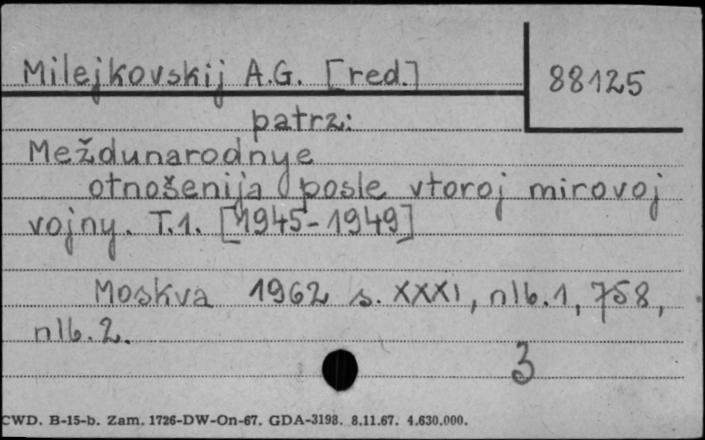 Milejkovskij A.G. [red.] 88125
patrz:
Meždunarodnye
otnošenija posle vtoroj mirovoj
vojny. T.1. [1945-1949]
Moskva 1962 s. XXXI, nlb.1, 758,
nlb.2.
3
CWD. B-15-b. Zam. 1726-DW-On-67. GDA-3198. 8.11.67. 4.630.000.